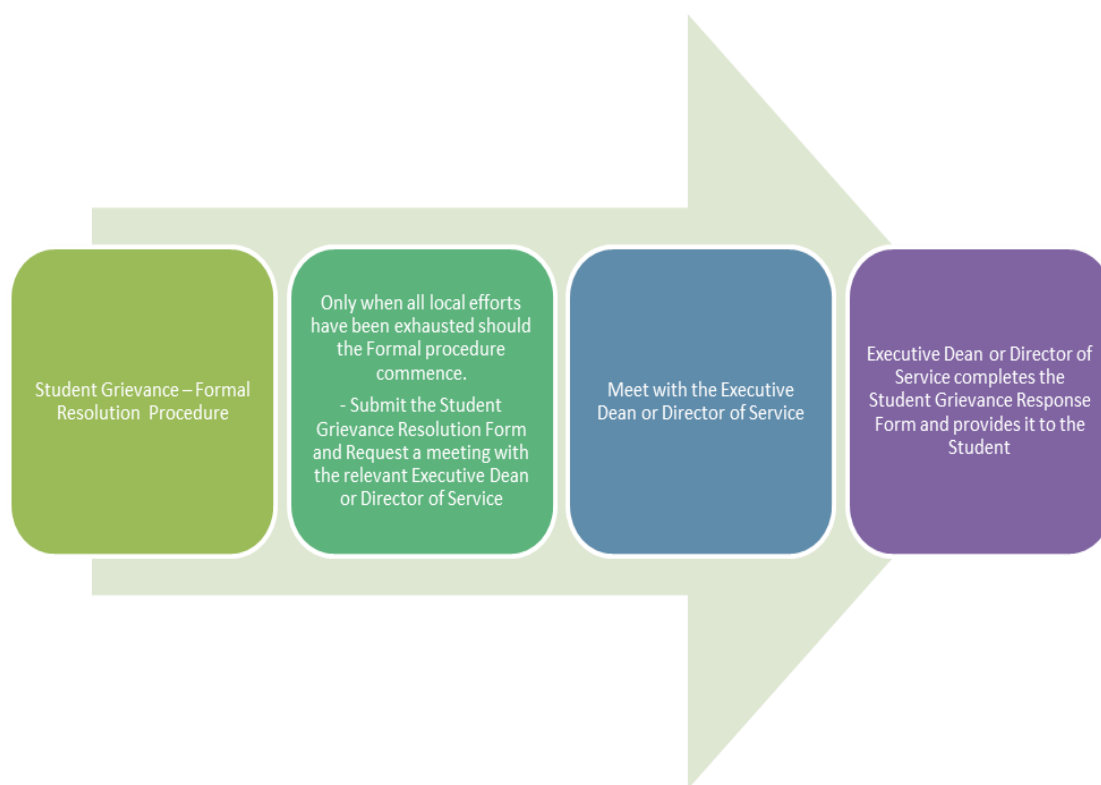 Student Grievance – Formal
Resolution Procedure
Only when all local efforts
have been exhausted should
the Formal procedure
commence.
- Submit the Student
Grievance Resolution Form
and Request a meeting with
the relevant Executive Dean
or Director of Service
Meet with the Executive
Dean or Director of Service
Executive Dean or Director of
Service completes the
Student Grievance Response
Form and provides it to the
Student